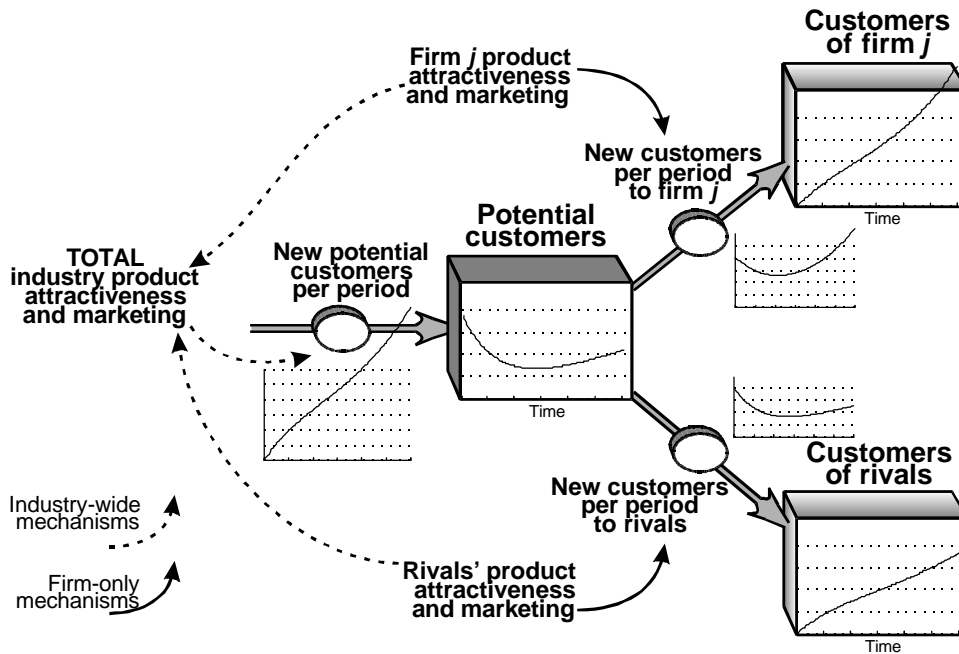 Customers
of firm j
Firm j product
attractiveness
and marketing
New customers
per period
to firm j
Time
Potential
customers
TOTAL
industry product
attractiveness
and marketing
New potential
customers
per period
Time
Customers
of rivals
New customers
per period
to rivals
Industry-wide
mechanisms
Rivals’ product
attractiveness
and marketing
Firm-only
mechanisms
Time